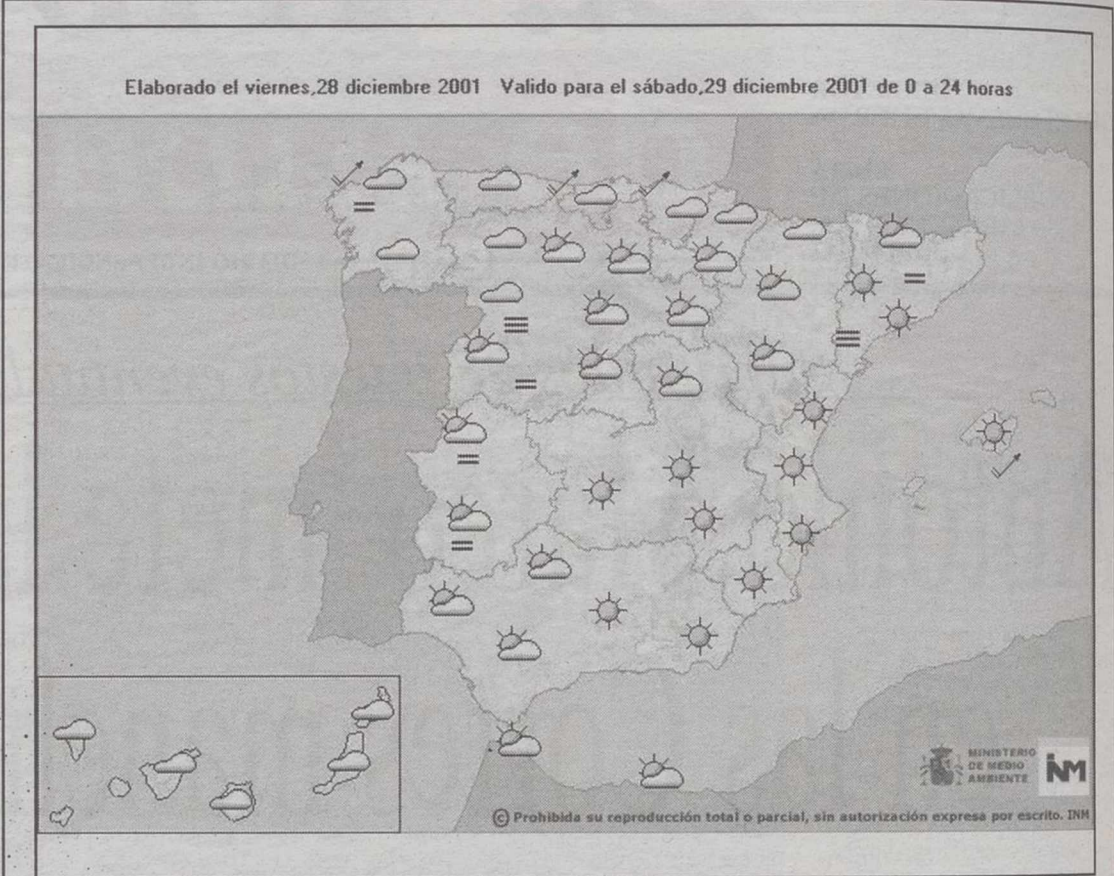 Elaborado el viernes,28 diciembre 2001 Valido para el sábado,29 diciembre 2001 de 0 a 24 horas
MINISTERIO
DE MEDIO
AMBIENTE
iNM
© Prohibida su reproducción total o parcial, sin autorización expresa por escrito. INM